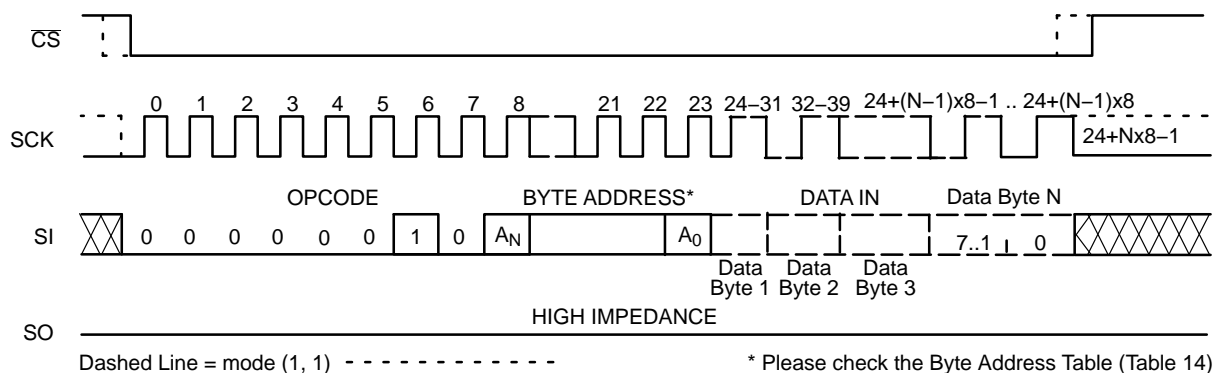 CS
0 1 2 3 4 5 6 7 8 21 22 23 24–31 32–39 24+(N–1)x8–1 .. 24+(N–1)x8
SCK
24+Nx8–1
OPCODE BYTE ADDRESS* DATA IN Data Byte N
SI
0 0 0 0 0 0 1 0 AN A0 7..1 0
Data Data Data
Byte 1 Byte 2 Byte 3
HIGH IMPEDANCE
SO
Dashed Line = mode (1, 1) * Please check the Byte Address Table (Table 14)